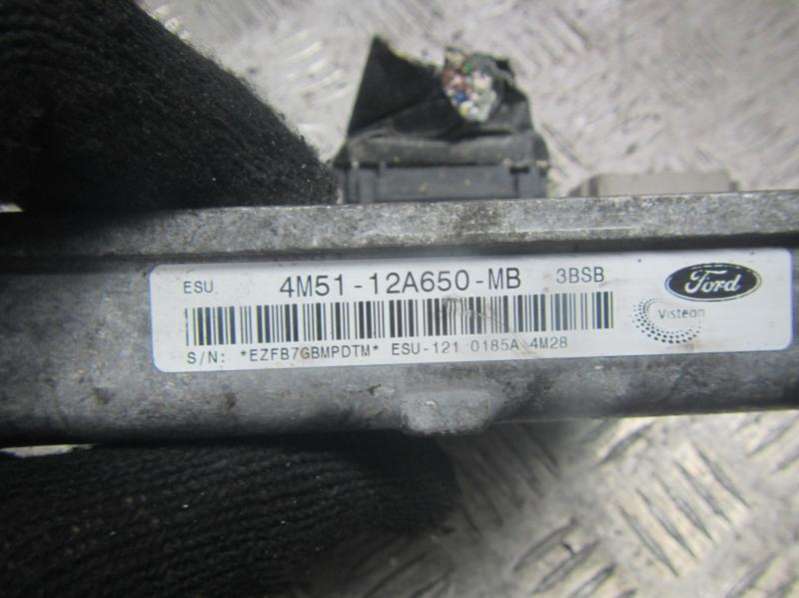 ESU 4M51-12A650-MB 3BSB Ford
Visteon
S/N: *EZFB7GBMPDTM* ESU-121 0185A 4M28